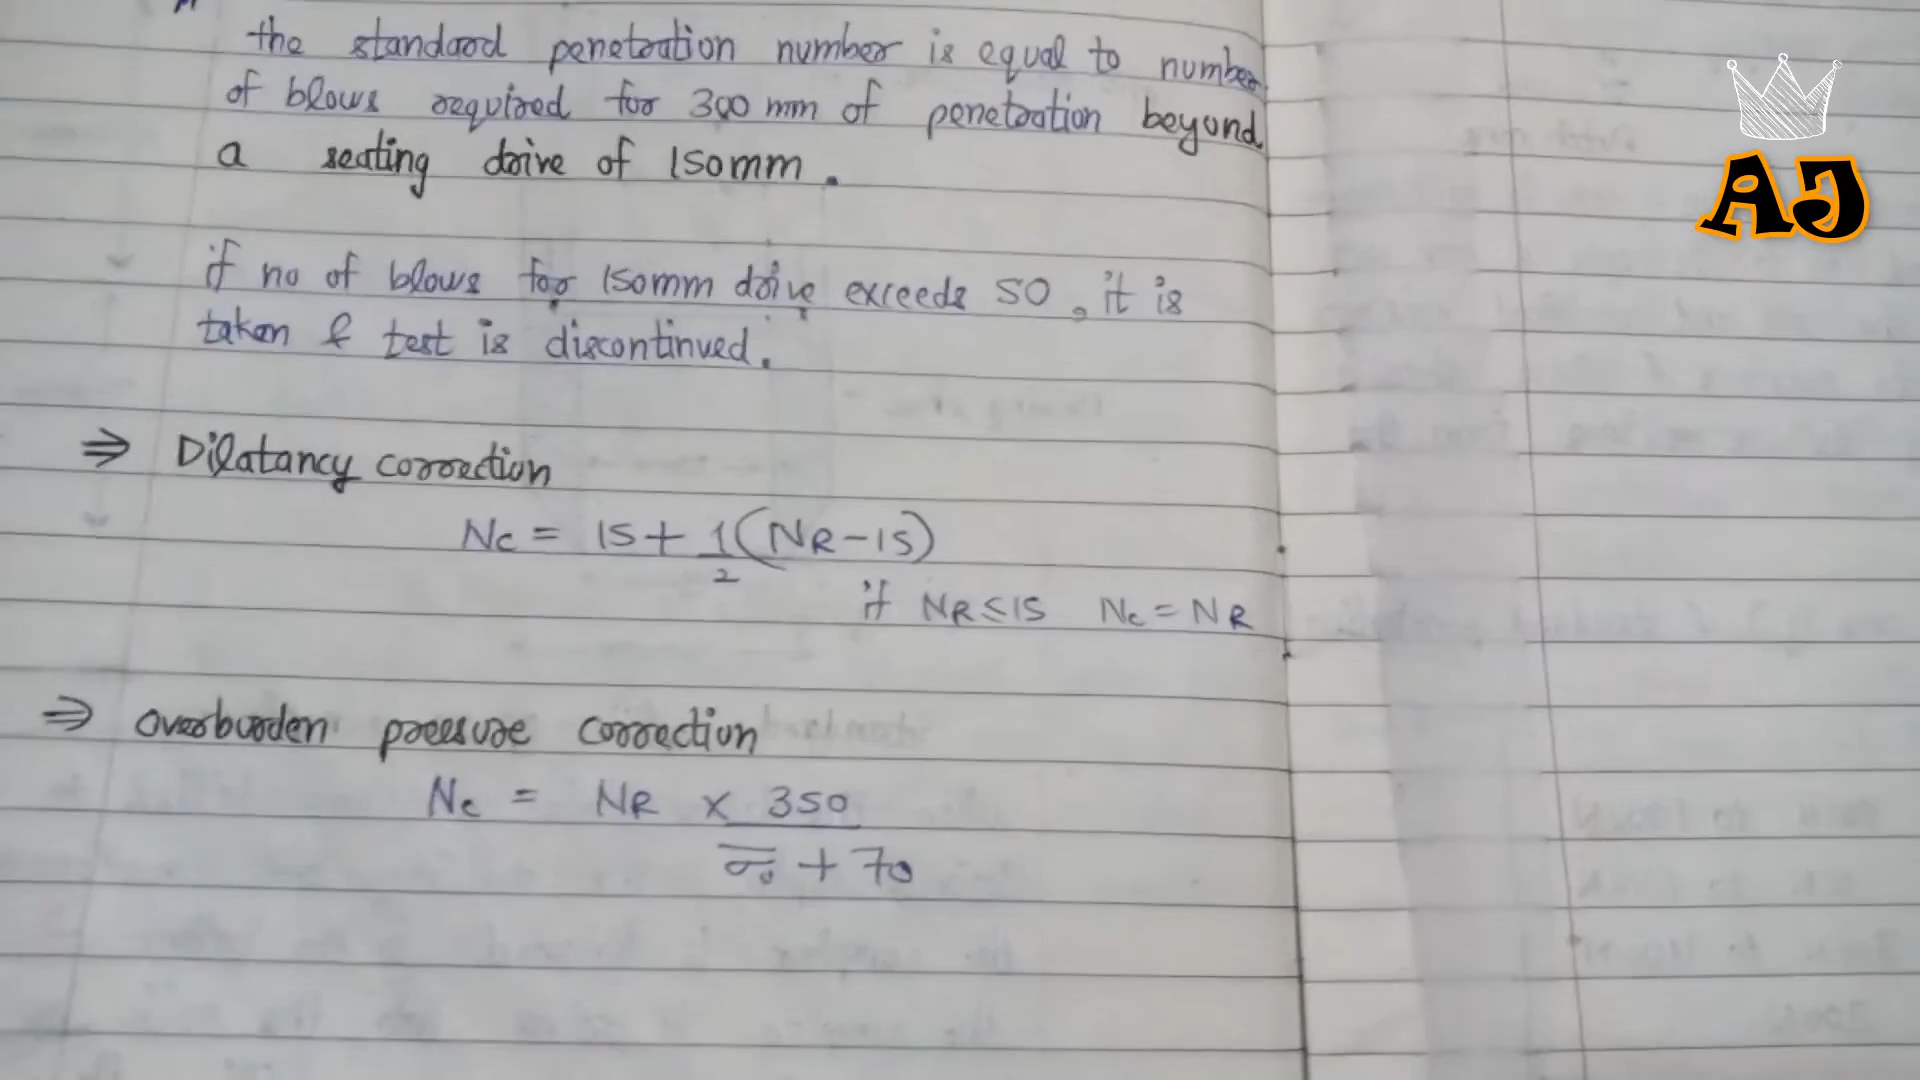 the standard penetration number is equal to number
of blows required for 300 mm of penetration beyond
a seating drive of 150mm.
if no of blows for 150mm drive exceeds 50, it is
taken & test is discontinued.
⇒ Dilatancy correction
Nc = 15 + 1/2 (NR - 15)
if NR ≤ 15 Nc = NR
⇒ overburden pressure correction
Nc = NR × 350
σ̅₀ + 70
AJ